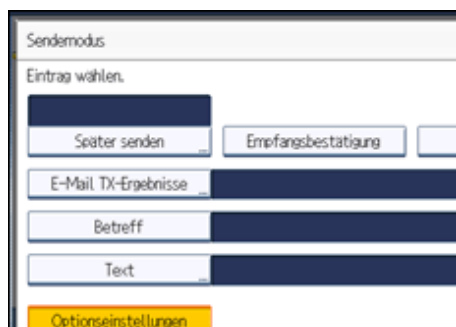 Sendemodus
Eintrag wählen.
Später senden
Empfangsbestätigung
E-Mail TX-Ergebnisse
Betreff
Text
Optionseinstellungen